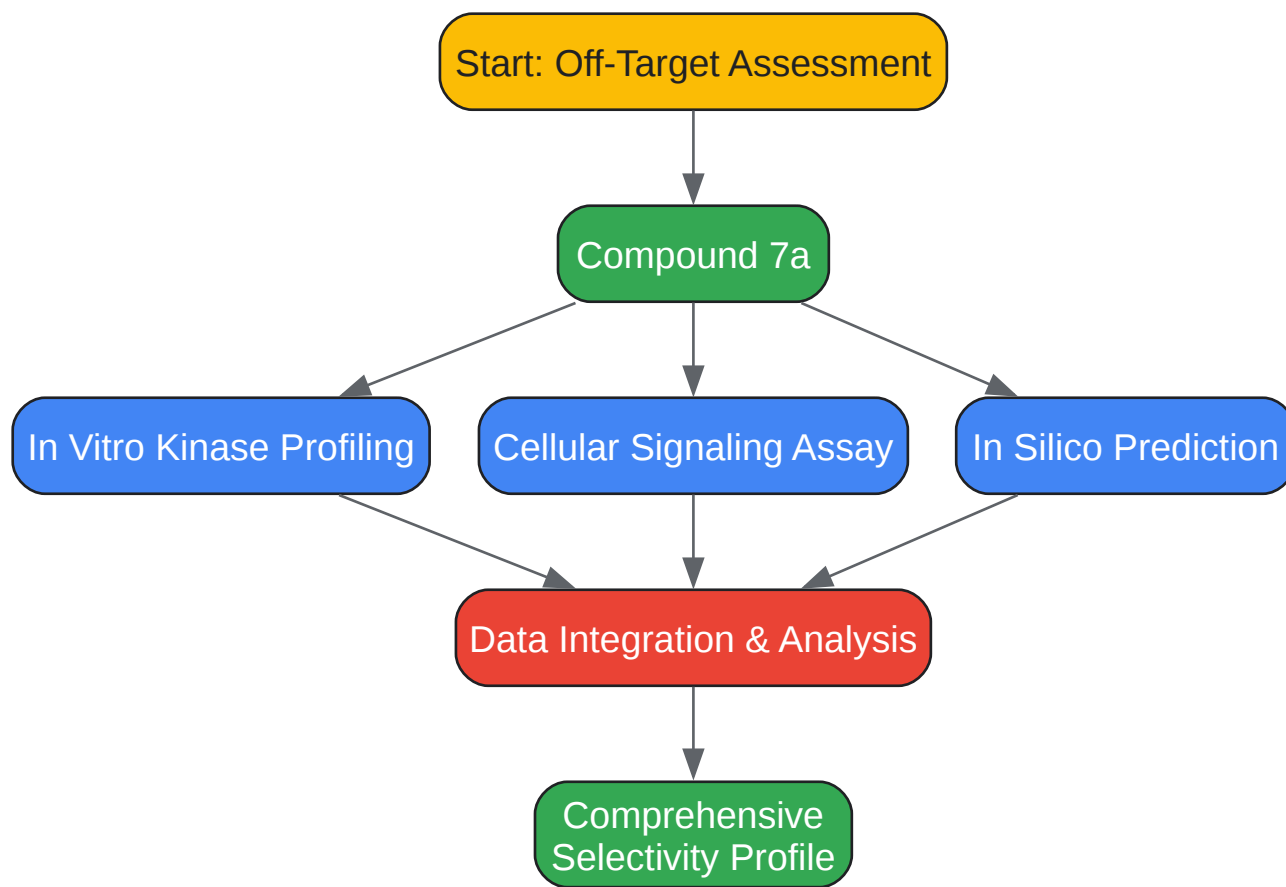 Start: Off-Target Assessment
Compound 7a
In Vitro Kinase Profiling
Cellular Signaling Assay
In Silico Prediction
Data Integration & Analysis
Comprehensive
Selectivity Profile